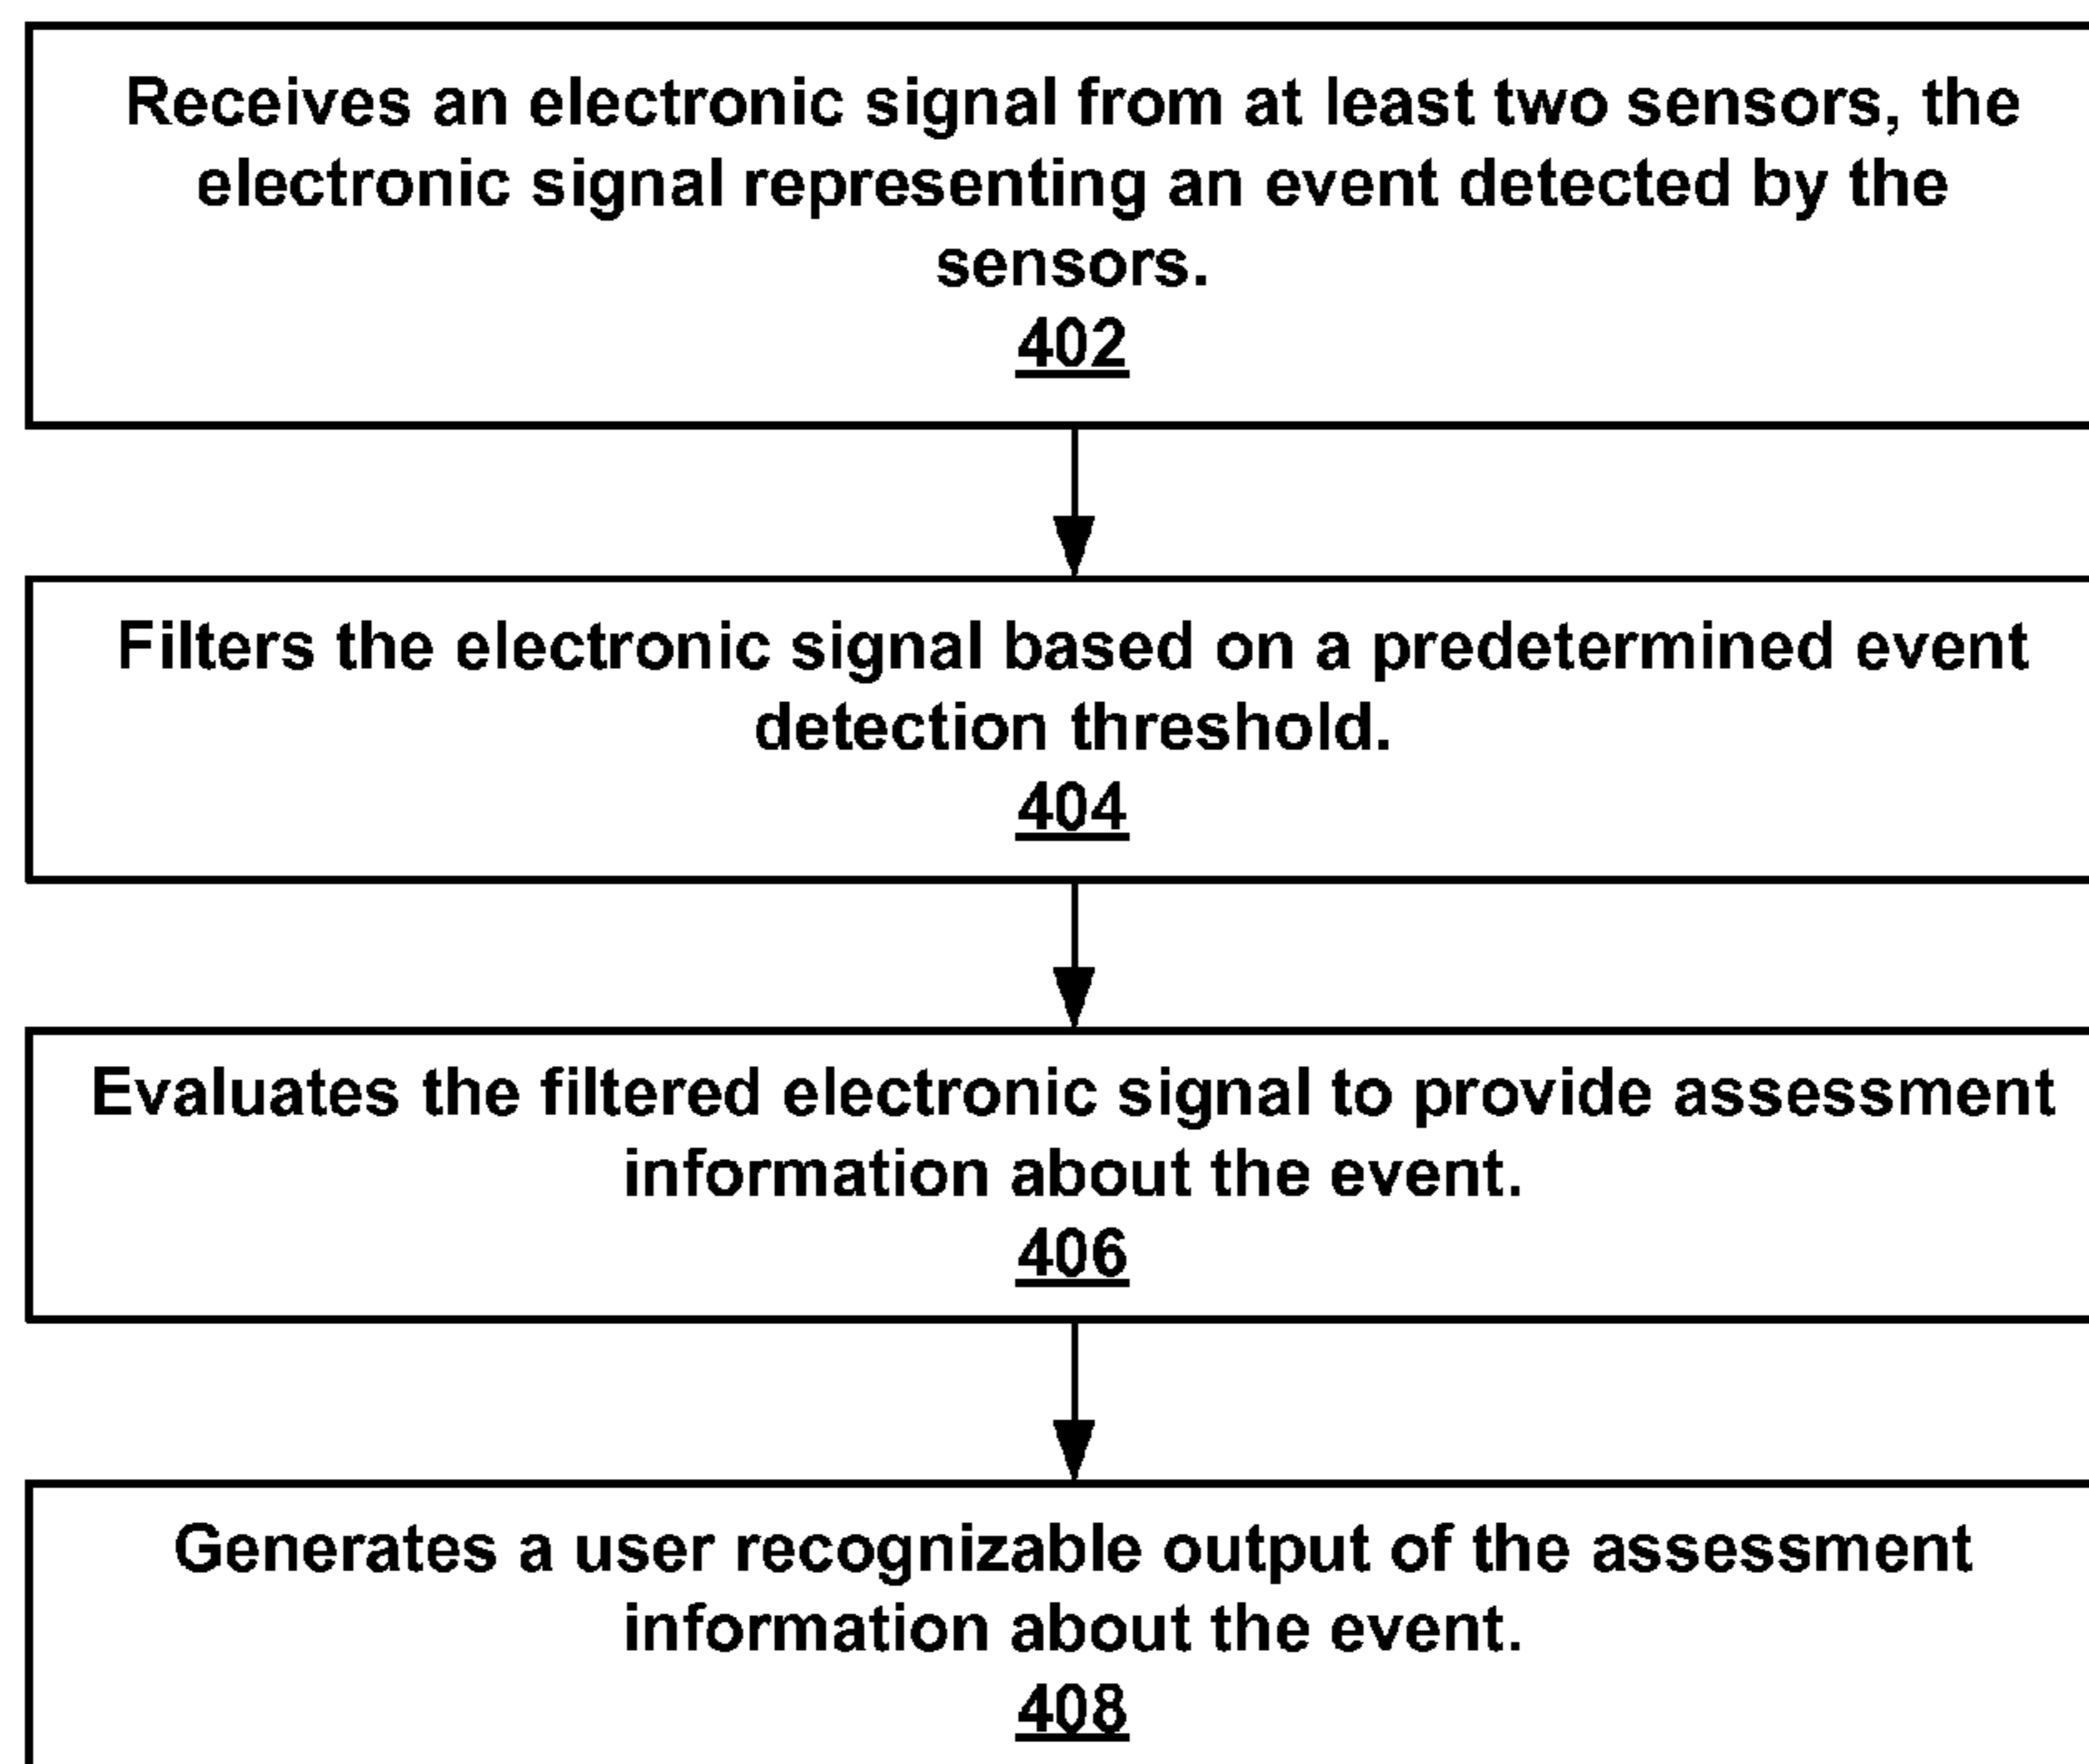 Receives an electronic signal from at least two sensors, the
electronic signal representing an event detected by the
sensors.
402
Filters the electronic signal based on a predetermined event
detection threshold.
404
Evaluates the filtered electronic signal to provide assessment
information about the event.
406
Generates a user recognizable output of the assessment
information about the event.
408